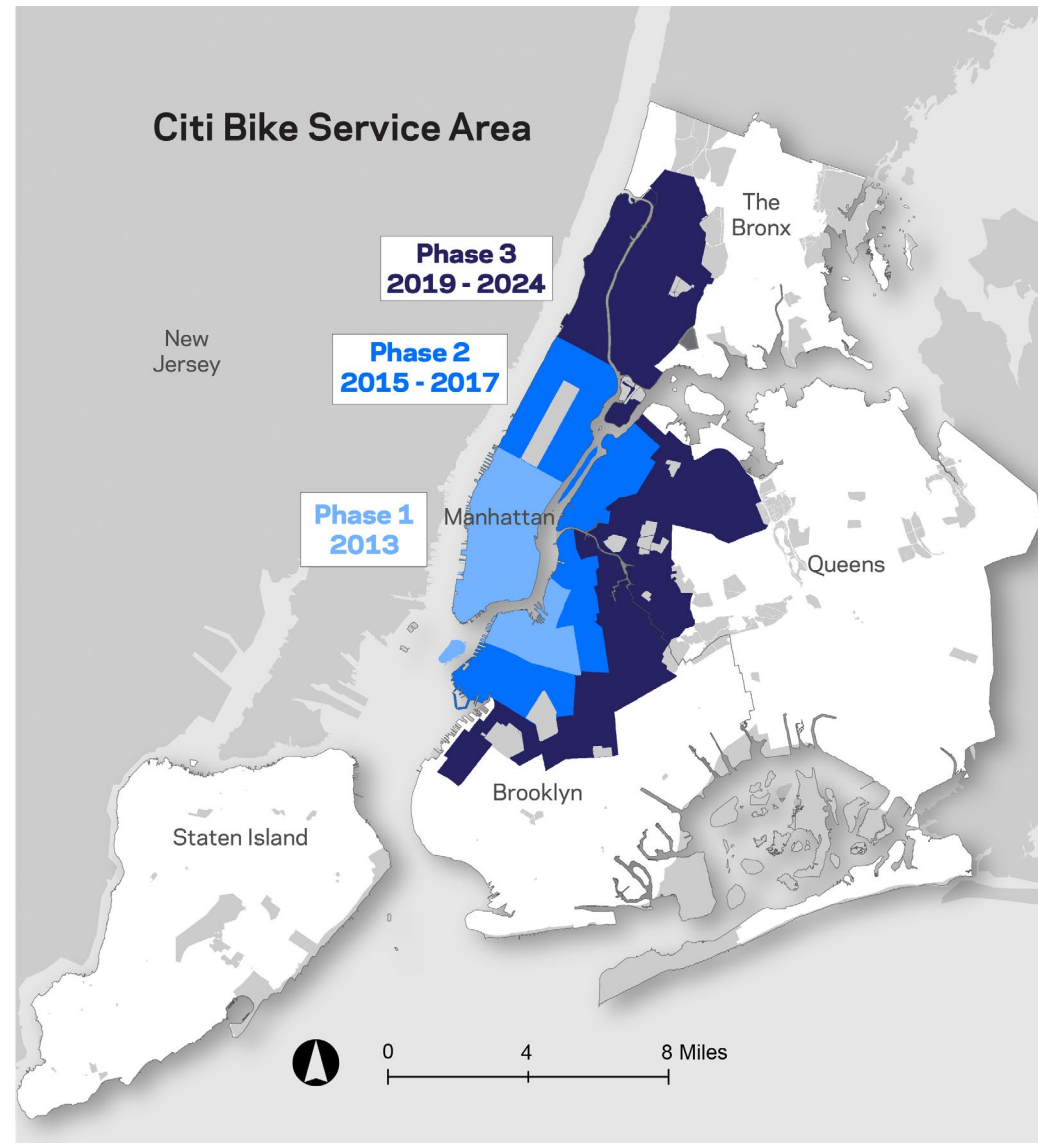 Citi Bike Service Area
The
Bronx
Phase 3
2019 - 2024
New
Jersey
Phase 2
2015 - 2017
Phase 1
2013
Manhattan
Queens
Brooklyn
Staten Island
0
4
8 Miles